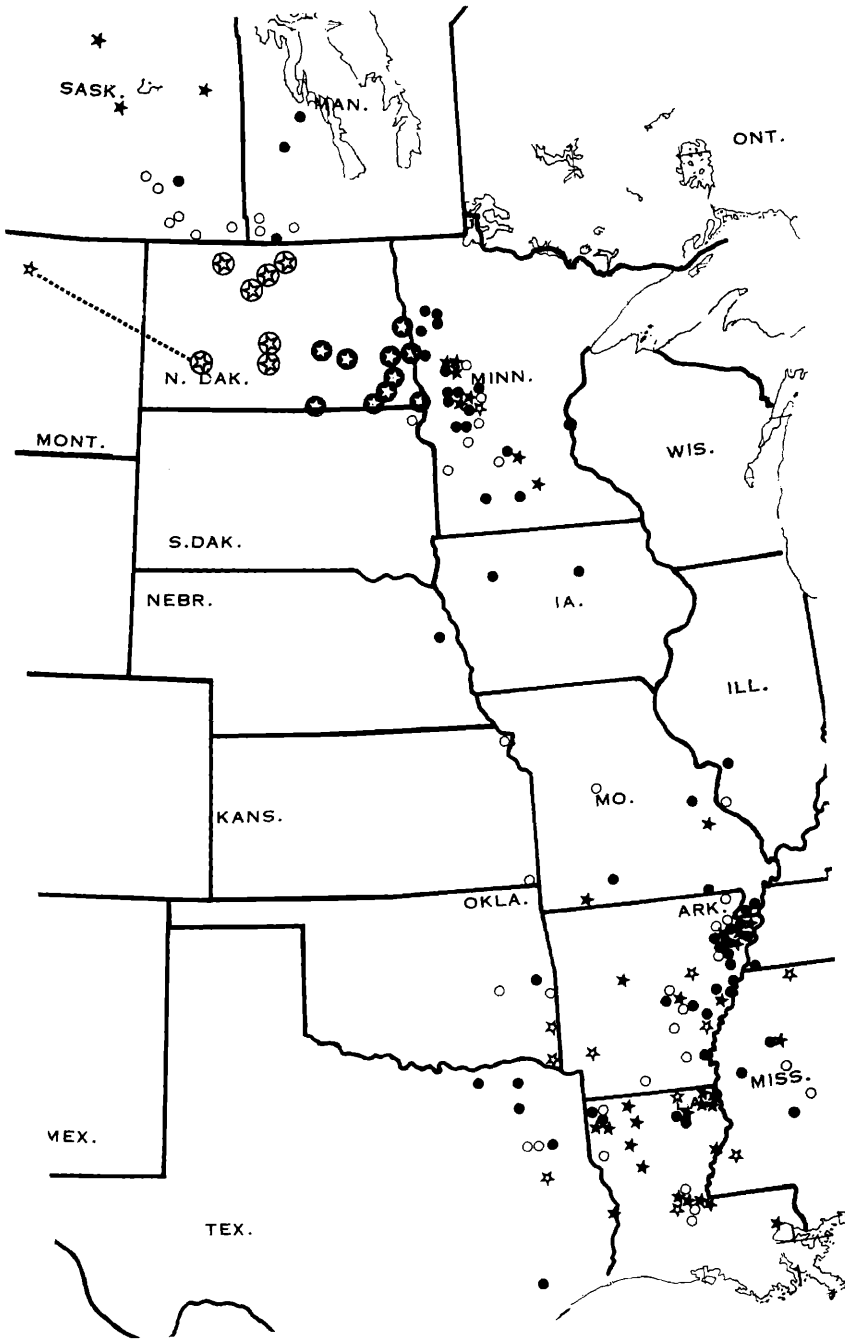 SASK.
MAN.
ONT.
N. DAK.
MINN.
MONT.
WIS.
S.DAK.
NEBR.
IA.
ILL.
MO.
KANS.
OKLA.
ARK.
MISS.
MEX.
TEX.